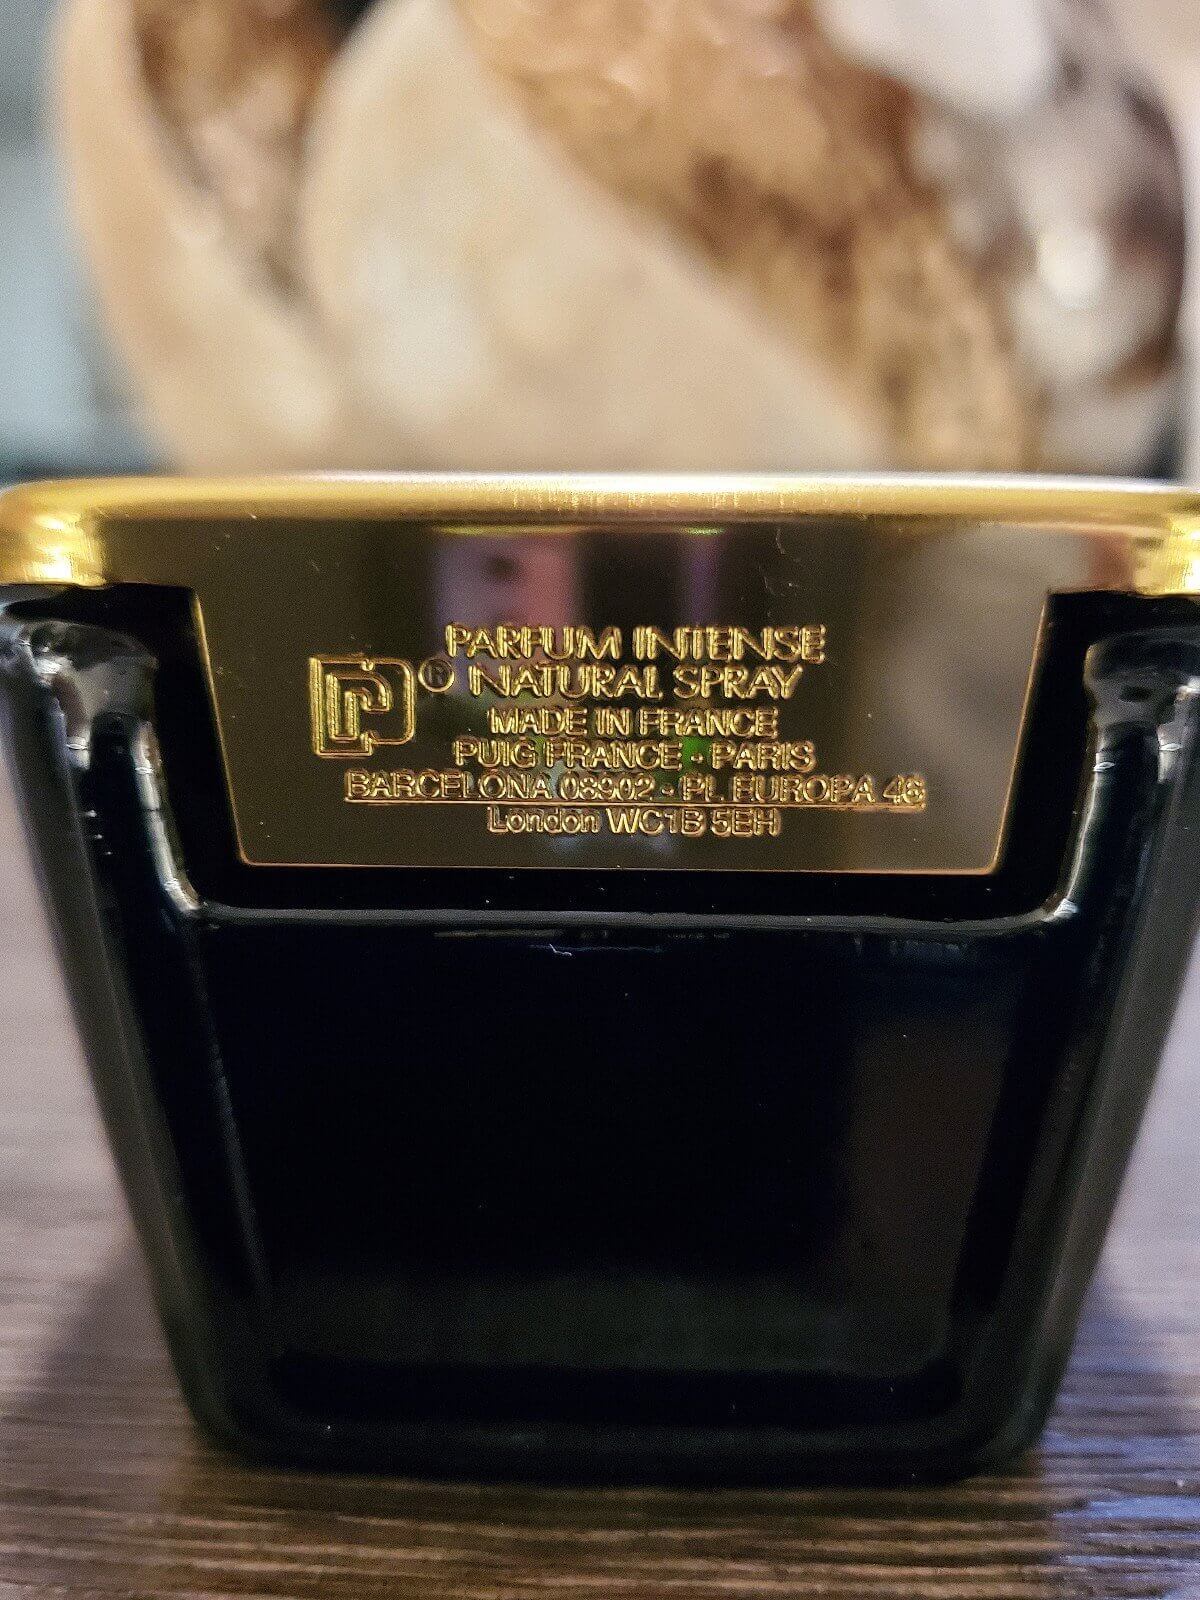 PARFUM INTENSE
® NATURAL SPRAY
MADE IN FRANCE
PUIG FRANCE - PARIS
BARCELONA 08902 - PL EUROPA 46
London WC1B 5EH